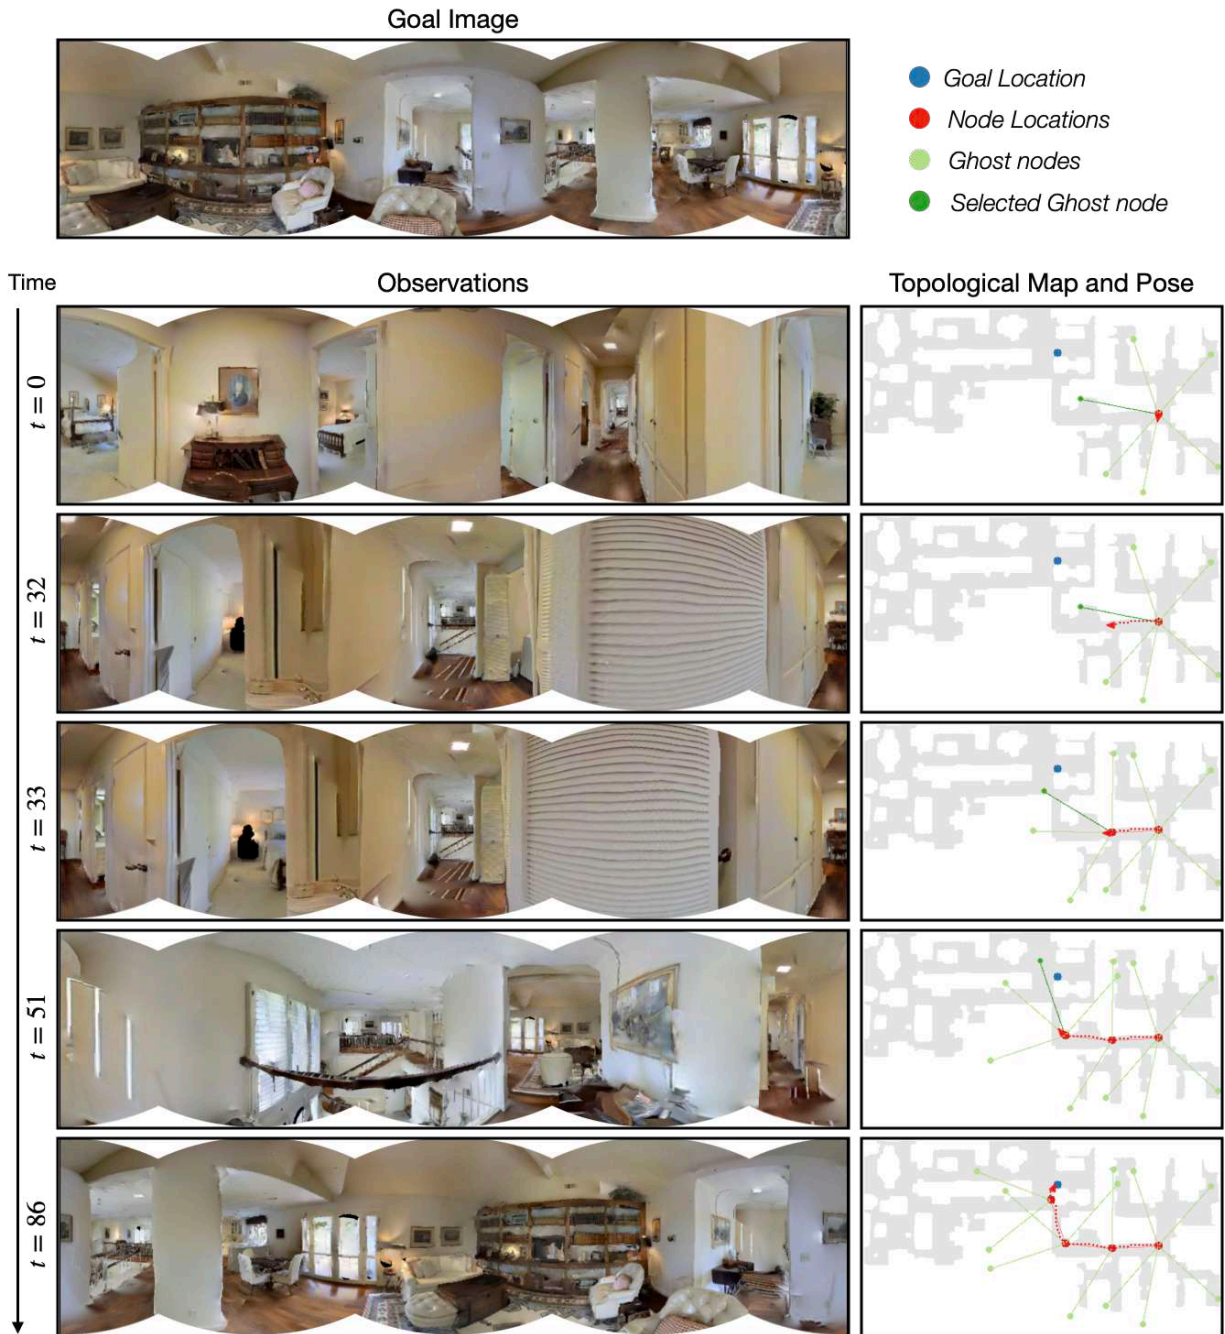 Goal Image
Goal Location
Node Locations
Ghost nodes
Selected Ghost node
Time
Observations
Topological Map and Pose
t = 0
t = 32
t = 33
t = 51
t = 86